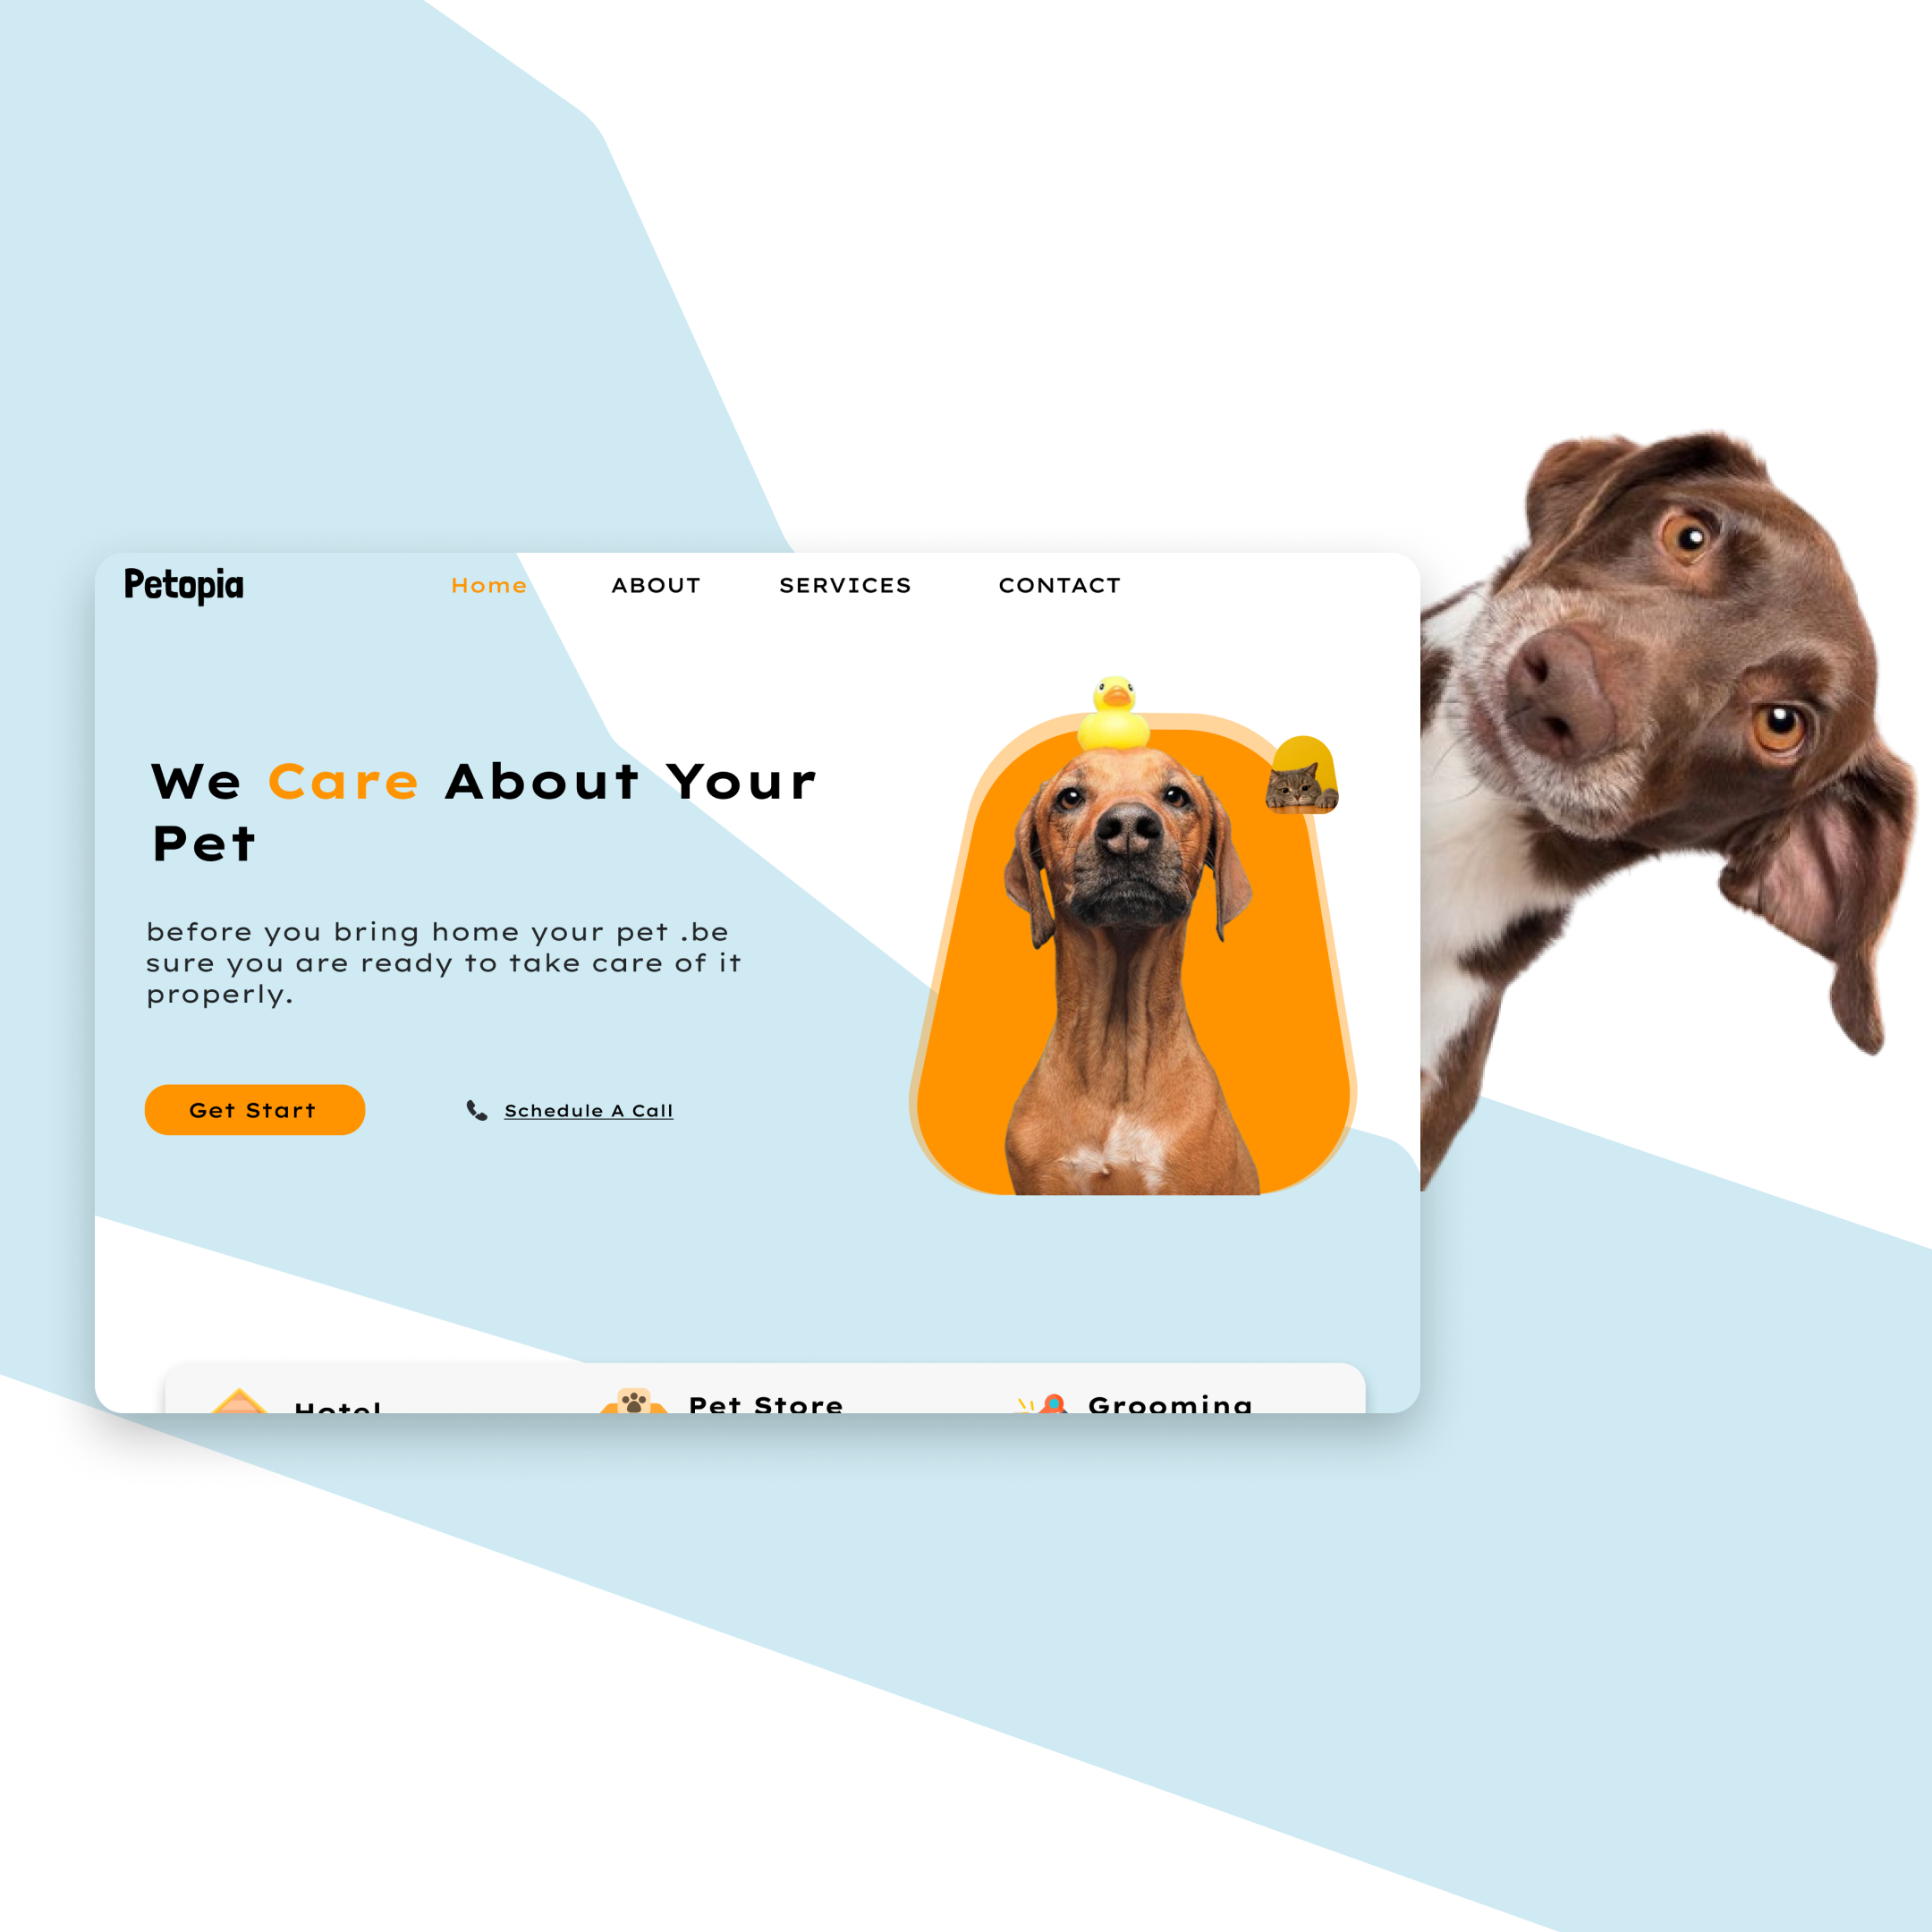 Petopia
Home ABOUT SERVICES CONTACT
We Care About Your
Pet
before you bring home your pet .be
sure you are ready to take care of it
properly.
Get Start
Schedule A Call
Hotel Pet Store Grooming